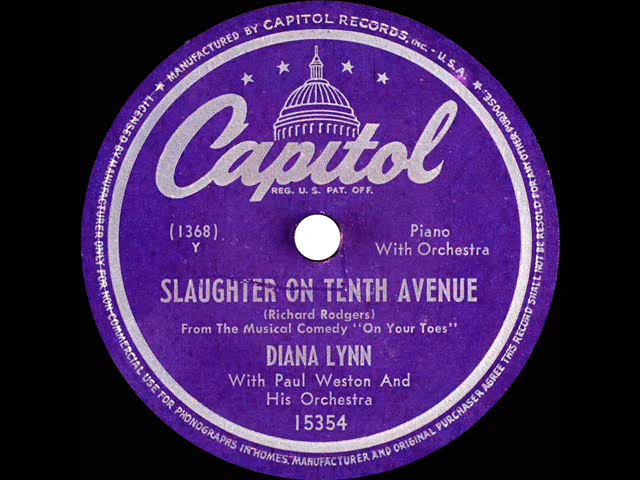 MANUFACTURED BY CAPITOL RECORDS, INC. - U.S.A.
LICENSED BY MANUFACTURER ONLY FOR NON-COMMERCIAL USE FOR PHONOGRAPHS IN HOMES. MANUFACTURER AND ORIGINAL PURCHASER AGREE THIS RECORD SHALL NOT BE RESOLD FOR ANY OTHER PURPOSE
Capitol
REG. U. S. PAT. OFF.
(1368) Piano
Y With Orchestra
SLAUGHTER ON TENTH AVENUE
(Richard Rodgers)
From The Musical Comedy "On Your Toes"
DIANA LYNN
With Paul Weston And
His Orchestra
15354